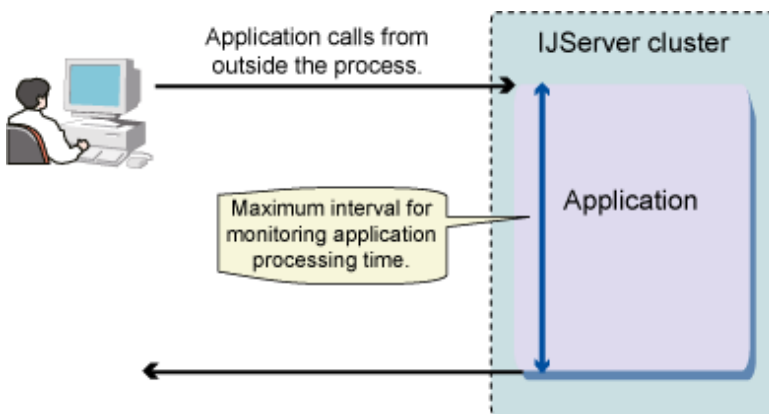 Application calls from
outside the process.
IJServer cluster
Maximum interval for
monitoring application
processing time.
Application